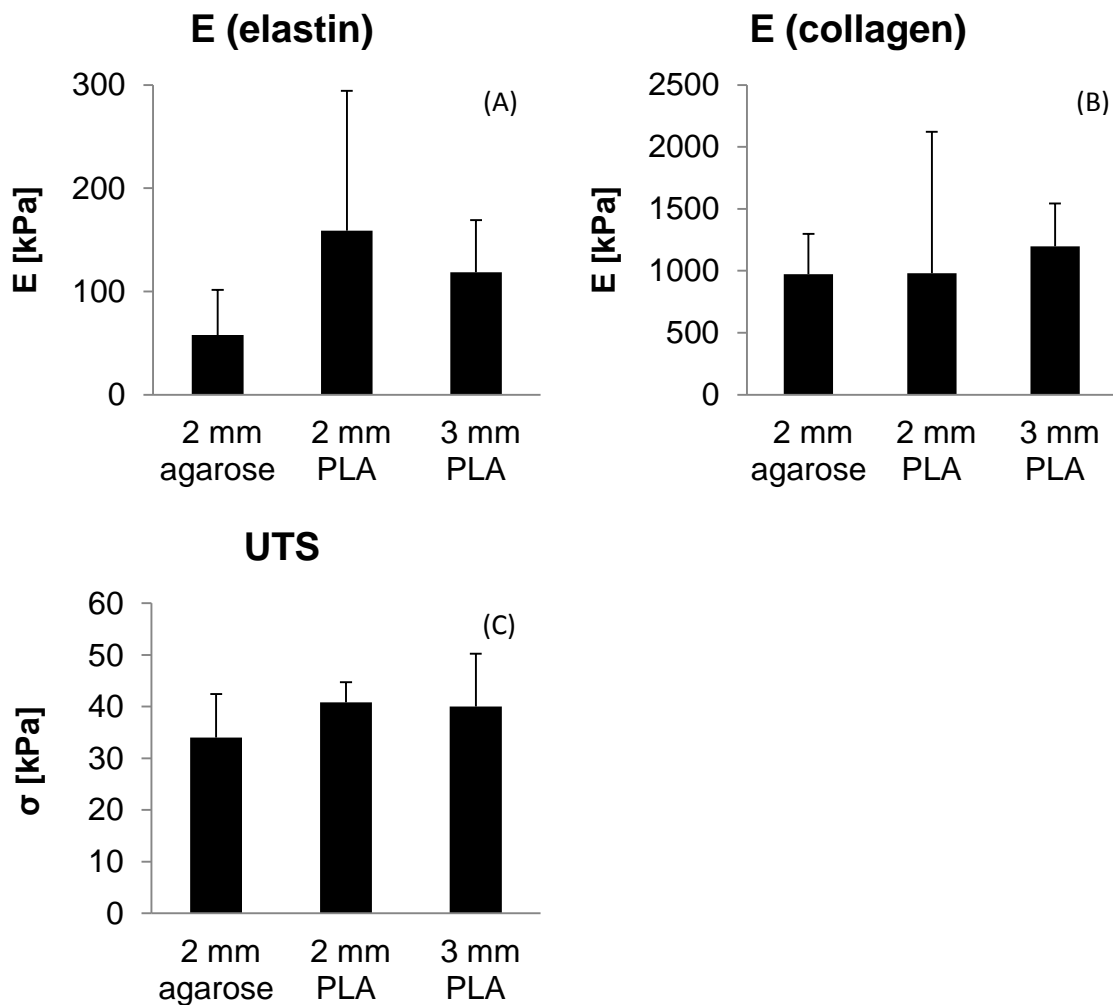 E (elastin)
(A)
E [kPa]
300
200
100
0
2 mm 2 mm 3 mm
agarose PLA PLA
E (collagen)
(B)
E [kPa]
2500
2000
1500
1000
500
0
2 mm 2 mm 3 mm
agarose PLA PLA
UTS
(C)
σ [kPa]
60
50
40
30
20
10
0
2 mm 2 mm 3 mm
agarose PLA PLA